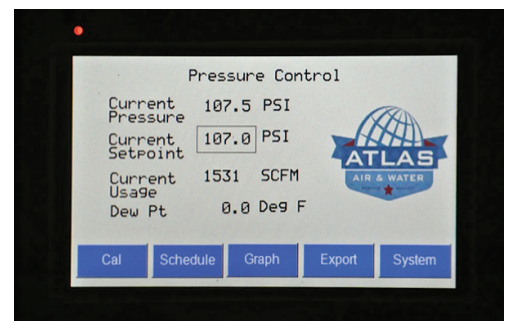 Pressure Control
Current Pressure 107.5 PSI
Current Setpoint 107.0 PSI
Current Usage 1531 SCFM
Dew Pt 0.0 Deg F
ATLAS
AIR & WATER
Cal Schedule Graph Export System